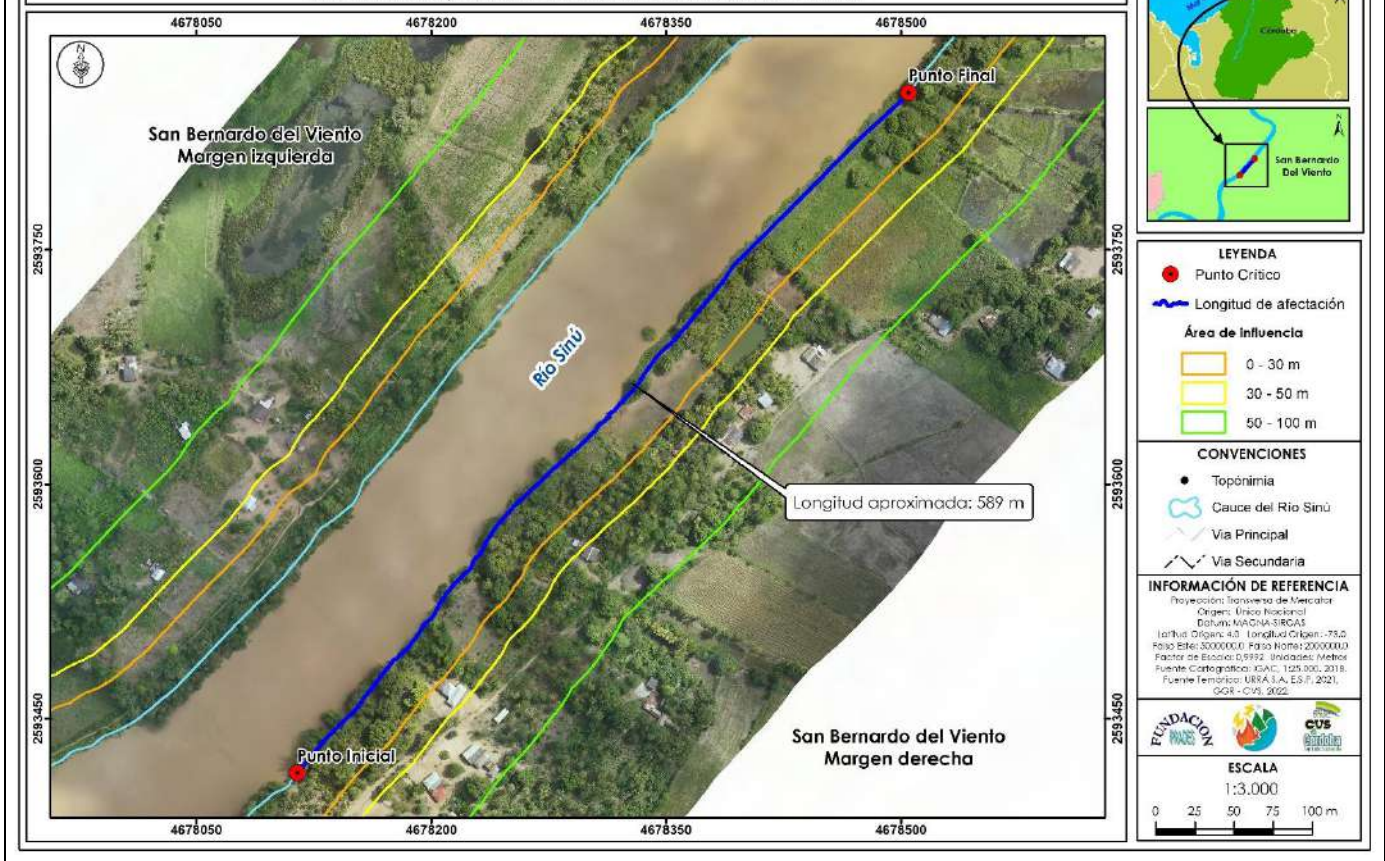 4678050 4678200 4678350 4678500
N
Punto Final
San Bernardo del Viento
Margen Izquierda
2593750 2593750
Río Sinú
2593600 2593600
Longitud aproximada: 589 m
2593450 2593450
Punto Inicial
San Bernardo del Viento
Margen derecha
4678050 4678200 4678350 4678500
Córdoba
N
San Bernardo
Del Viento
LEYENDA
Punto Crítico
Longitud de afectación
Área de influencia
0 - 30 m
30 - 50 m
50 - 100 m
CONVENCIONES
Toponimia
Cauce del Río Sinú
Via Principal
Via Secundaria
INFORMACIÓN DE REFERENCIA
Proyección: Transversa de Mercator
Origen: Único Nacional
Datum: MAGNA-SIRGAS
Latitud Origen: 4.0 Longitud Origen: -73.0
Falso Este: 5000000.0 Falso Norte: 2000000.0
Factor de Escala: 0,9992 Unidades: Metros
Fuente Cartográfica: IGAC, 1:25.000, 2018.
Fuente Temática: URRÁ S.A. E.S.P, 2021,
GGR - CVS, 2022
FUNDACION
CVS
Córdoba
ESCALA
1:3.000
0 25 50 75 100 m